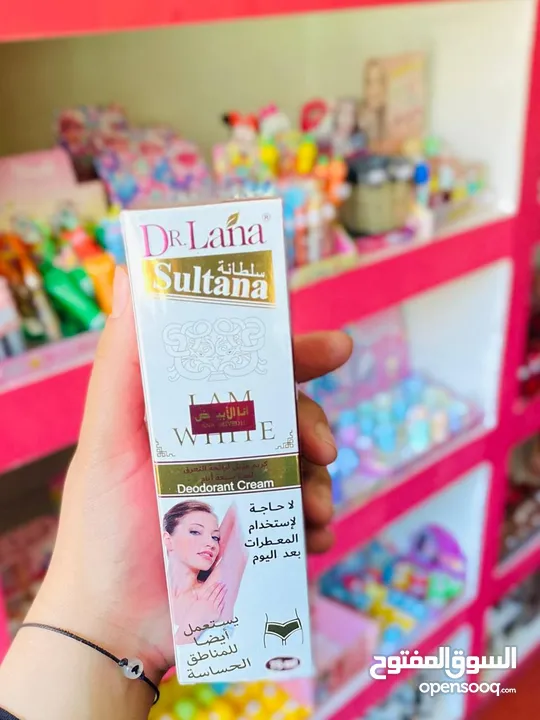 DR.Lana®
سلطانة
Sultana
I AM
أنا الأبيض
WHITE
Deodorant Cream
لا حاجة
لإستخدام
المعطرات
بعد اليوم
يستعمل
أيضا
للمناطق
الحساسة
السوق المفتوح
opensooq.com